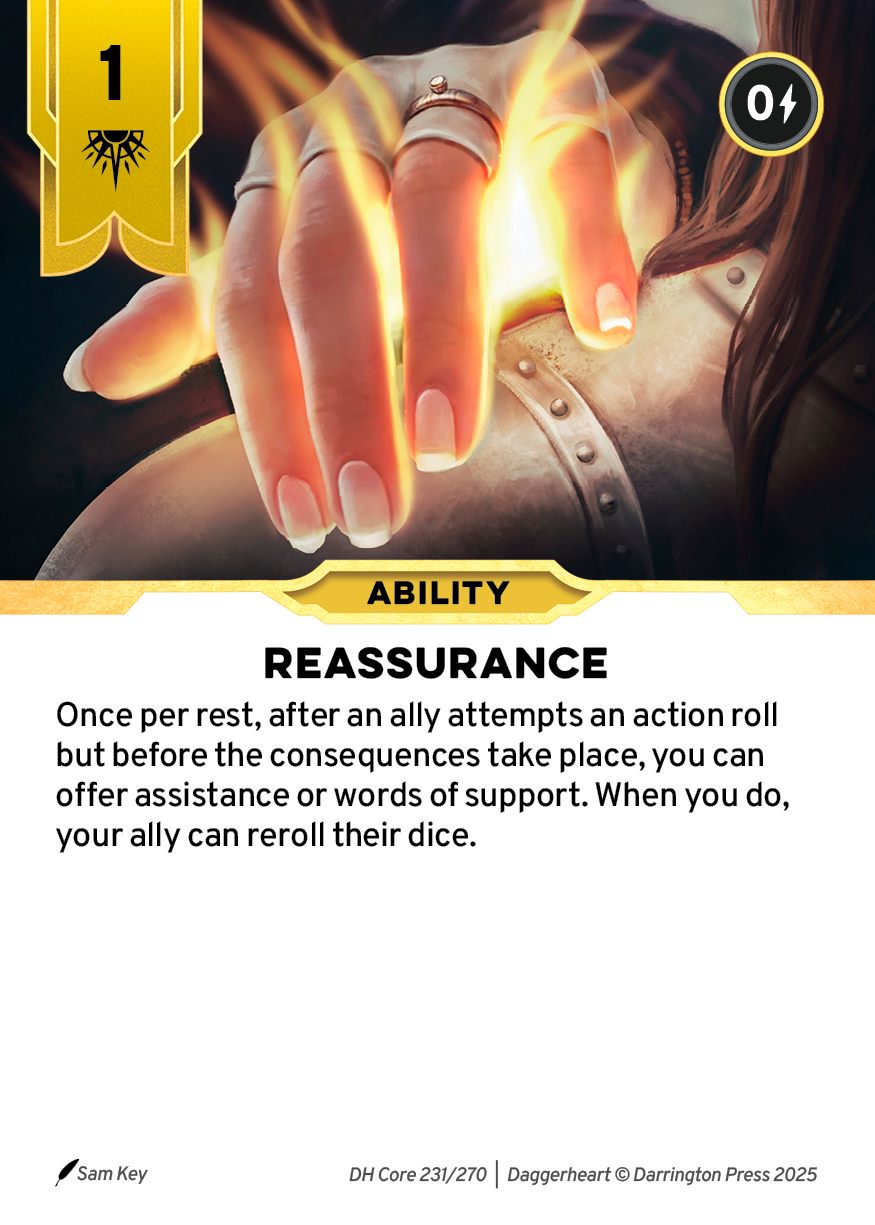 1
0
ABILITY
REASSURANCE
Once per rest, after an ally attempts an action roll
but before the consequences take place, you can
offer assistance or words of support. When you do,
your ally can reroll their dice.
Sam Key
DH Core 231/270 | Daggerheart © Darrington Press 2025